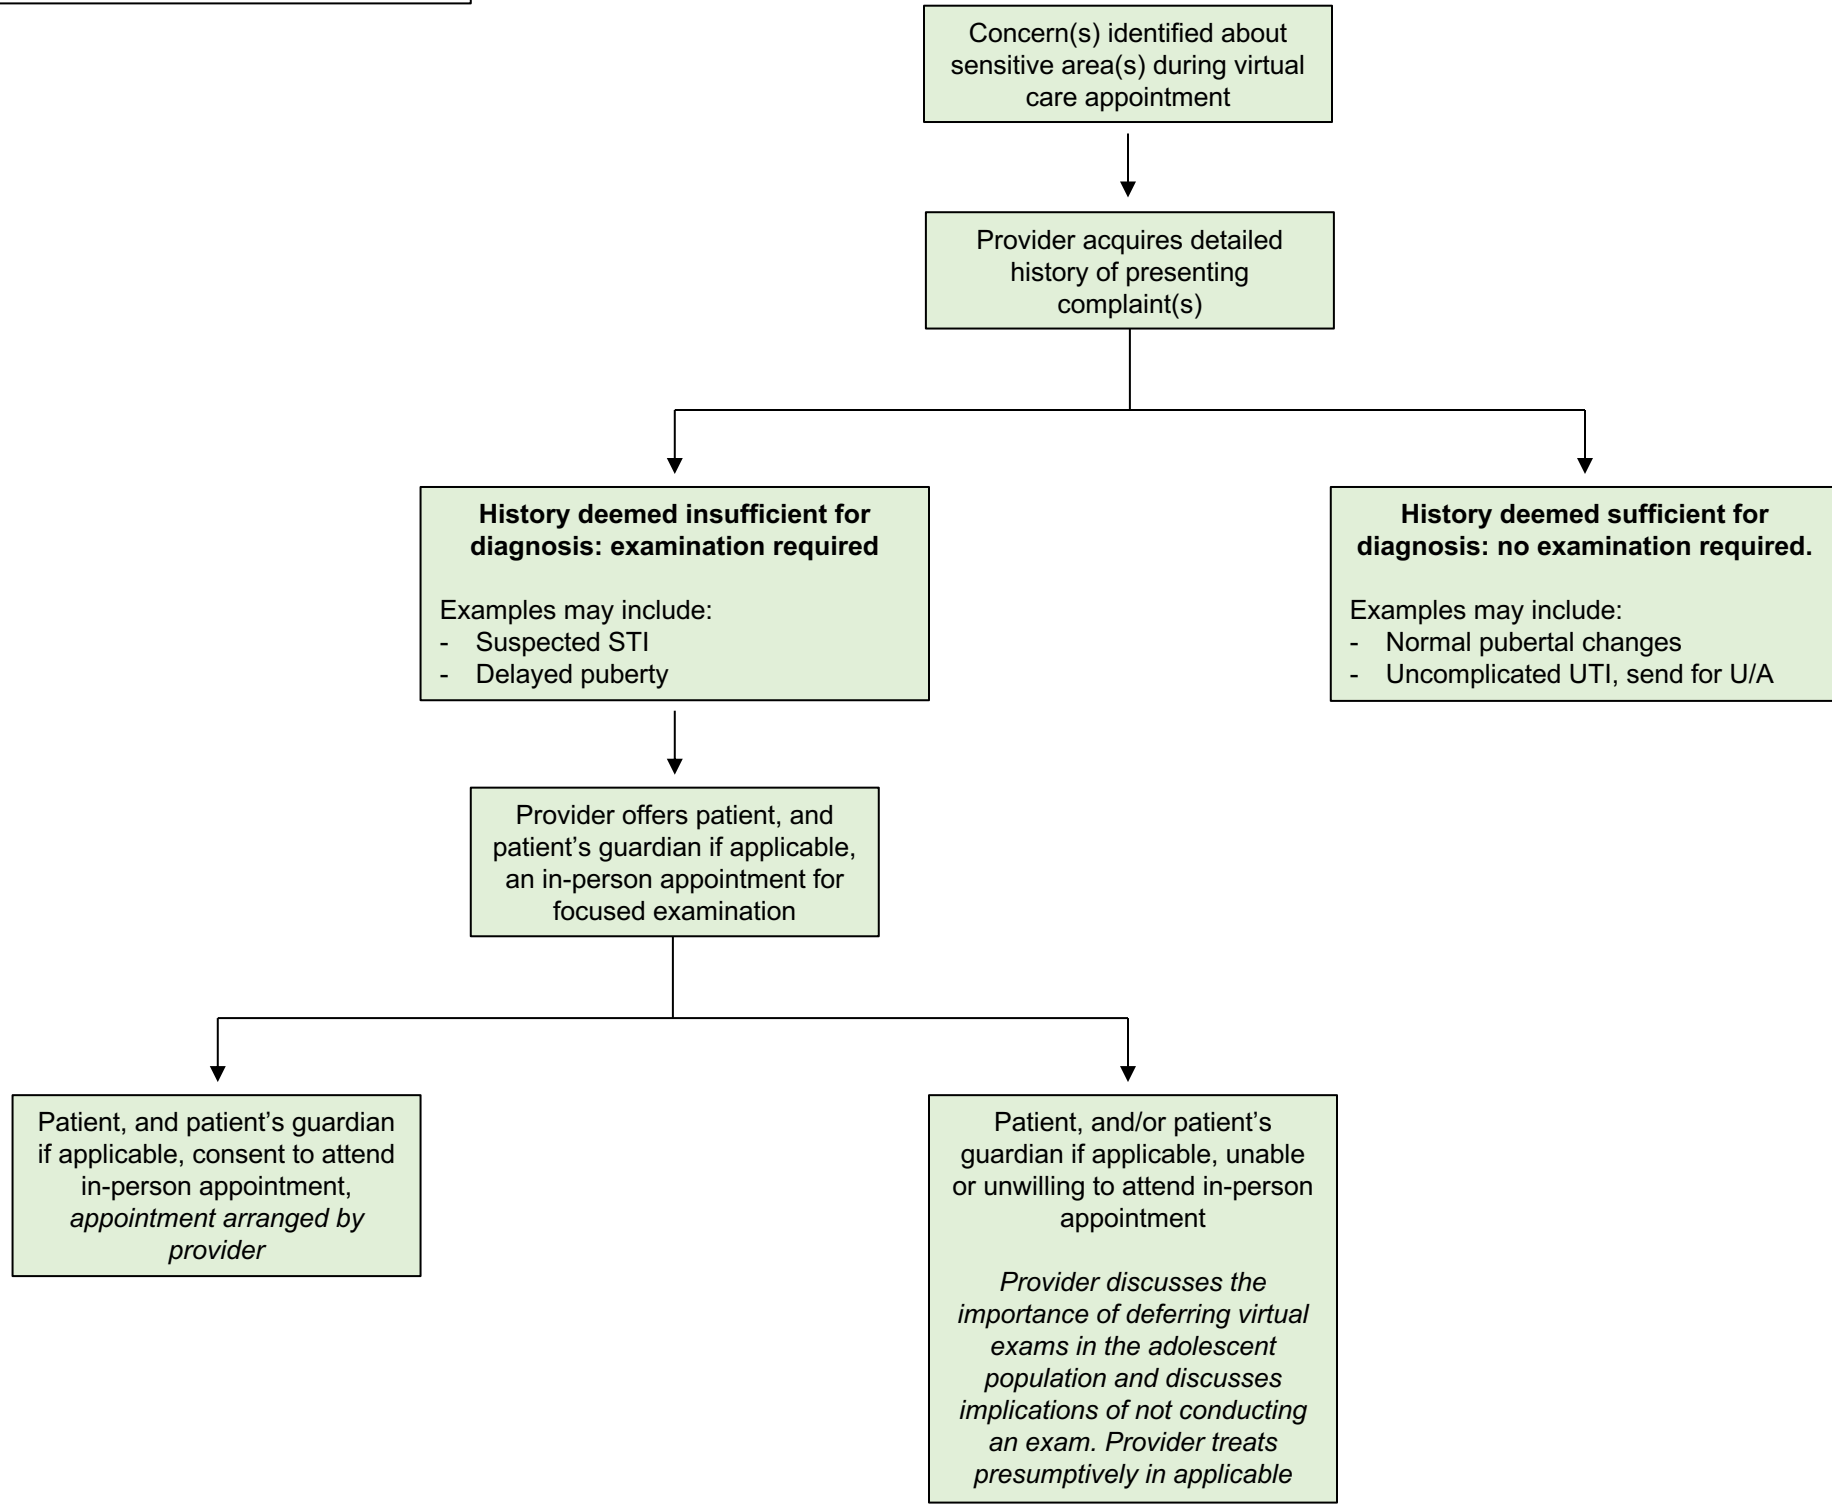 Concern(s) identified about
sensitive area(s) during virtual
care appointment
Provider acquires detailed
history of presenting
complaint(s)
History deemed insufficient for
diagnosis: examination required
Examples may include:
- Suspected STI
- Delayed puberty
History deemed sufficient for
diagnosis: no examination required.
Examples may include:
- Normal pubertal changes
- Uncomplicated UTI, send for U/A
Provider offers patient, and
patient’s guardian if applicable,
an in-person appointment for
focused examination
Patient, and patient’s guardian
if applicable, consent to attend
in-person appointment,
appointment arranged by
provider
Patient, and/or patient’s
guardian if applicable, unable
or unwilling to attend in-person
appointment
Provider discusses the
importance of deferring virtual
exams in the adolescent
population and discusses
implications of not conducting
an exam. Provider treats
presumptively in applicable